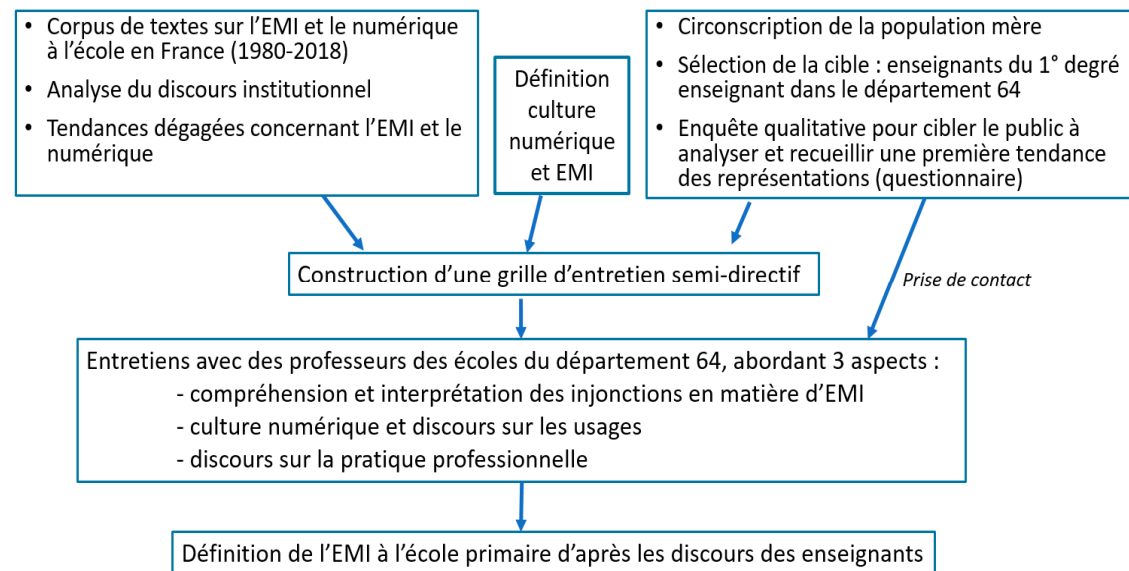 • Corpus de textes sur l’EMI et le numérique
à l’école en France (1980-2018)
• Analyse du discours institutionnel
• Tendances dégagées concernant l’EMI et le
numérique
Définition
culture
numérique
et EMI
• Circonscription de la population mère
• Sélection de la cible : enseignants du 1° degré
enseignant dans le département 64
• Enquête qualitative pour cibler le public à
analyser et recueillir une première tendance
des représentations (questionnaire)
Construction d’une grille d’entretien semi-directif
Prise de contact
Entretiens avec des professeurs des écoles du département 64, abordant 3 aspects :
- compréhension et interprétation des injonctions en matière d’EMI
- culture numérique et discours sur les usages
- discours sur la pratique professionnelle
Définition de l’EMI à l’école primaire d’après les discours des enseignants